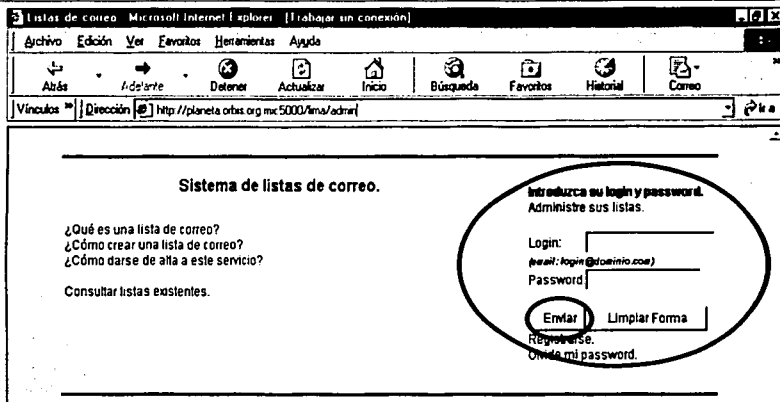 Listas de correo Microsoft Internet Explorer [Trabajar sin conexión]
Archivo Edición Ver Favoritos Herramientas Ayuda
Atrás Adelante Detener Actualizar Inicio Búsqueda Favoritos Historial Correo
Vínculos » Dirección http://planeta.orbis.org.mx:5000/lima/admin Ir a
Sistema de listas de correo.
¿Qué es una lista de correo?
¿Cómo crear una lista de correo?
¿Cómo darse de alta a este servicio?
Consultar listas existentes.
Introduzca su login y password.
Administre sus listas.
Login:
(email: login@dominio.com)
Password:
Enviar Limpiar Forma
Registrarse.
Olvide mi password.